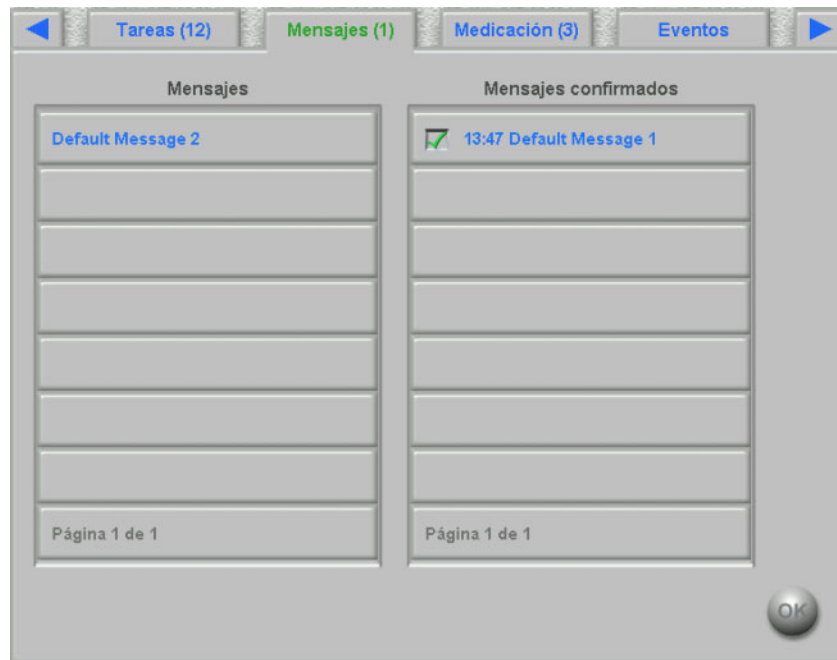 Tareas (12) Mensajes (1) Medicación (3) Eventos
Mensajes Mensajes confirmados
Default Message 2 13:47 Default Message 1
Página 1 de 1 Página 1 de 1
OK